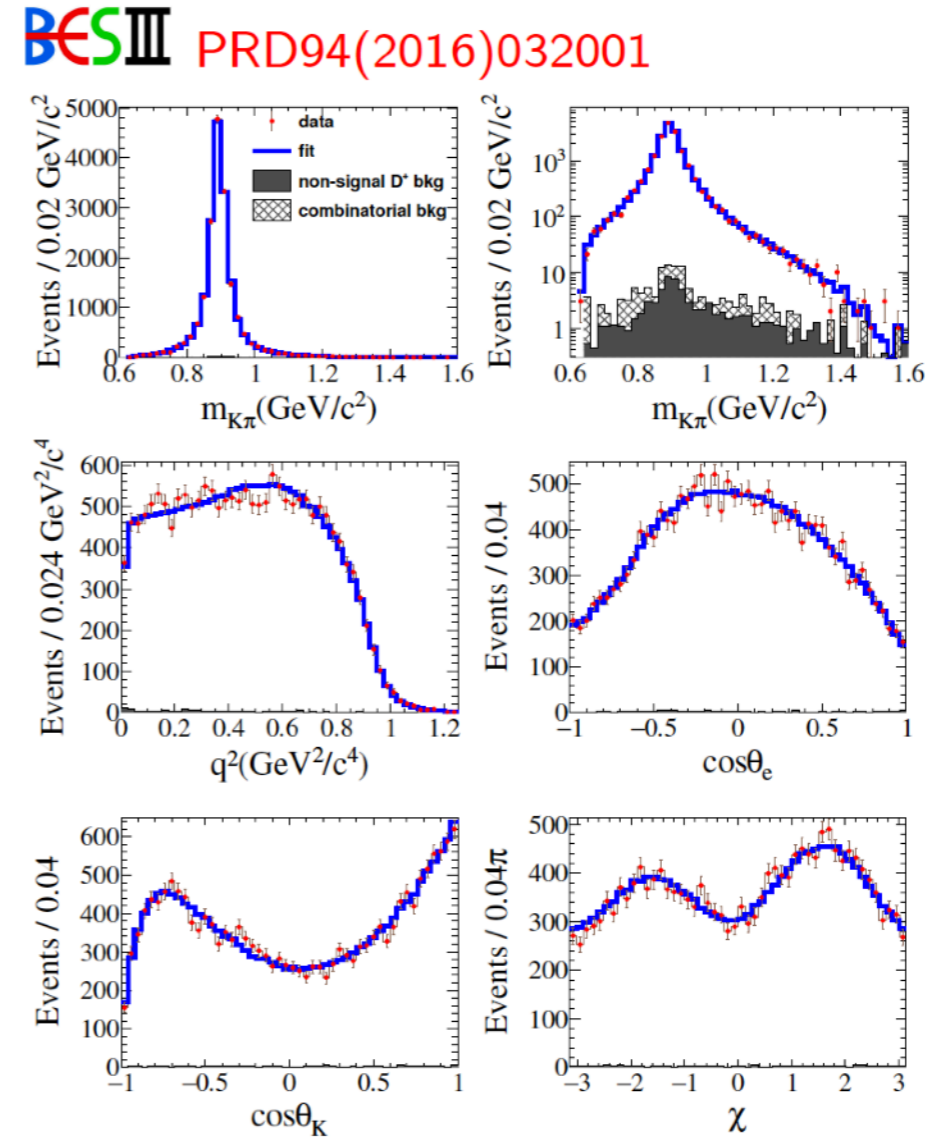 BESIII PRD94(2016)032001
Events / 0.02 GeV/c²
5000
4000
3000
2000
1000
0
0.6 0.8 1 1.2 1.4 1.6
m_Kπ(GeV/c²)
data
fit
non-signal D⁺ bkg
combinatorial bkg
Events / 0.02 GeV/c²
10³
10²
10
1
0.6 0.8 1 1.2 1.4 1.6
m_Kπ(GeV/c²)
Events / 0.024 GeV²/c⁴
600
500
400
300
200
100
0
0 0.2 0.4 0.6 0.8 1 1.2
q²(GeV²/c⁴)
Events / 0.04
500
400
300
200
100
0
−1 −0.5 0 0.5 1
cosθ_e
Events / 0.04
600
500
400
300
200
100
0
−1 −0.5 0 0.5 1
cosθ_K
Events / 0.04π
500
400
300
200
100
0
−3 −2 −1 0 1 2 3
χ